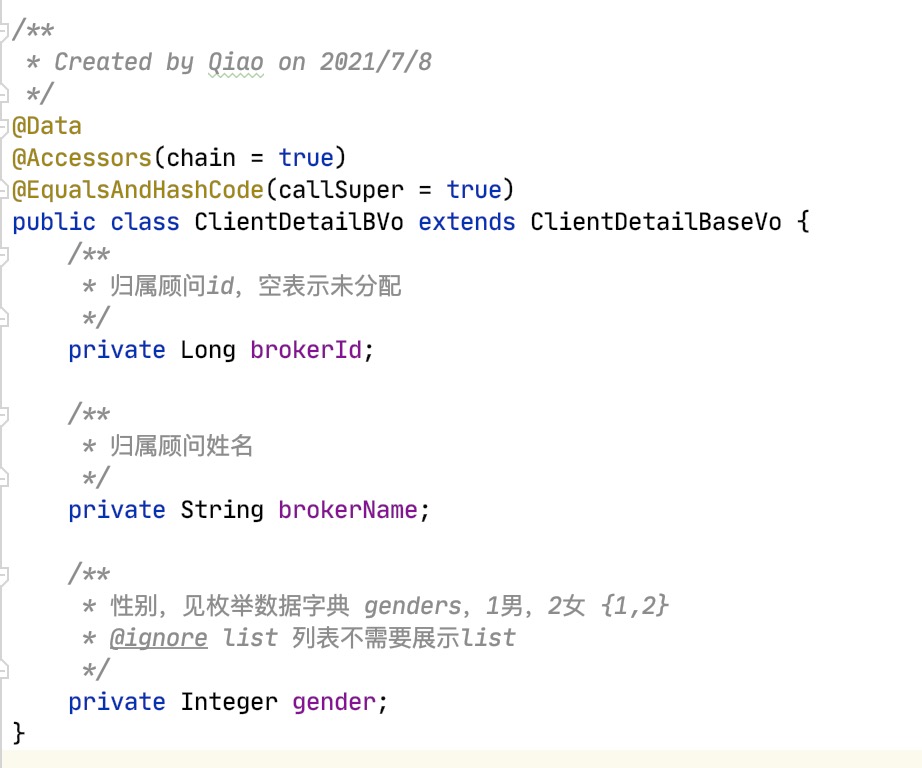 /**
 * Created by Qiao on 2021/7/8
 */
@Data
@Accessors(chain = true)
@EqualsAndHashCode(callSuper = true)
public class ClientDetailBVo extends ClientDetailBaseVo {
    /**
     * 归属顾问id，空表示未分配
     */
    private Long brokerId;

    /**
     * 归属顾问姓名
     */
    private String brokerName;

    /**
     * 性别，见枚举数据字典 genders，1男，2女 {1,2}
     * @ignore list 列表不需要展示list
     */
    private Integer gender;
}